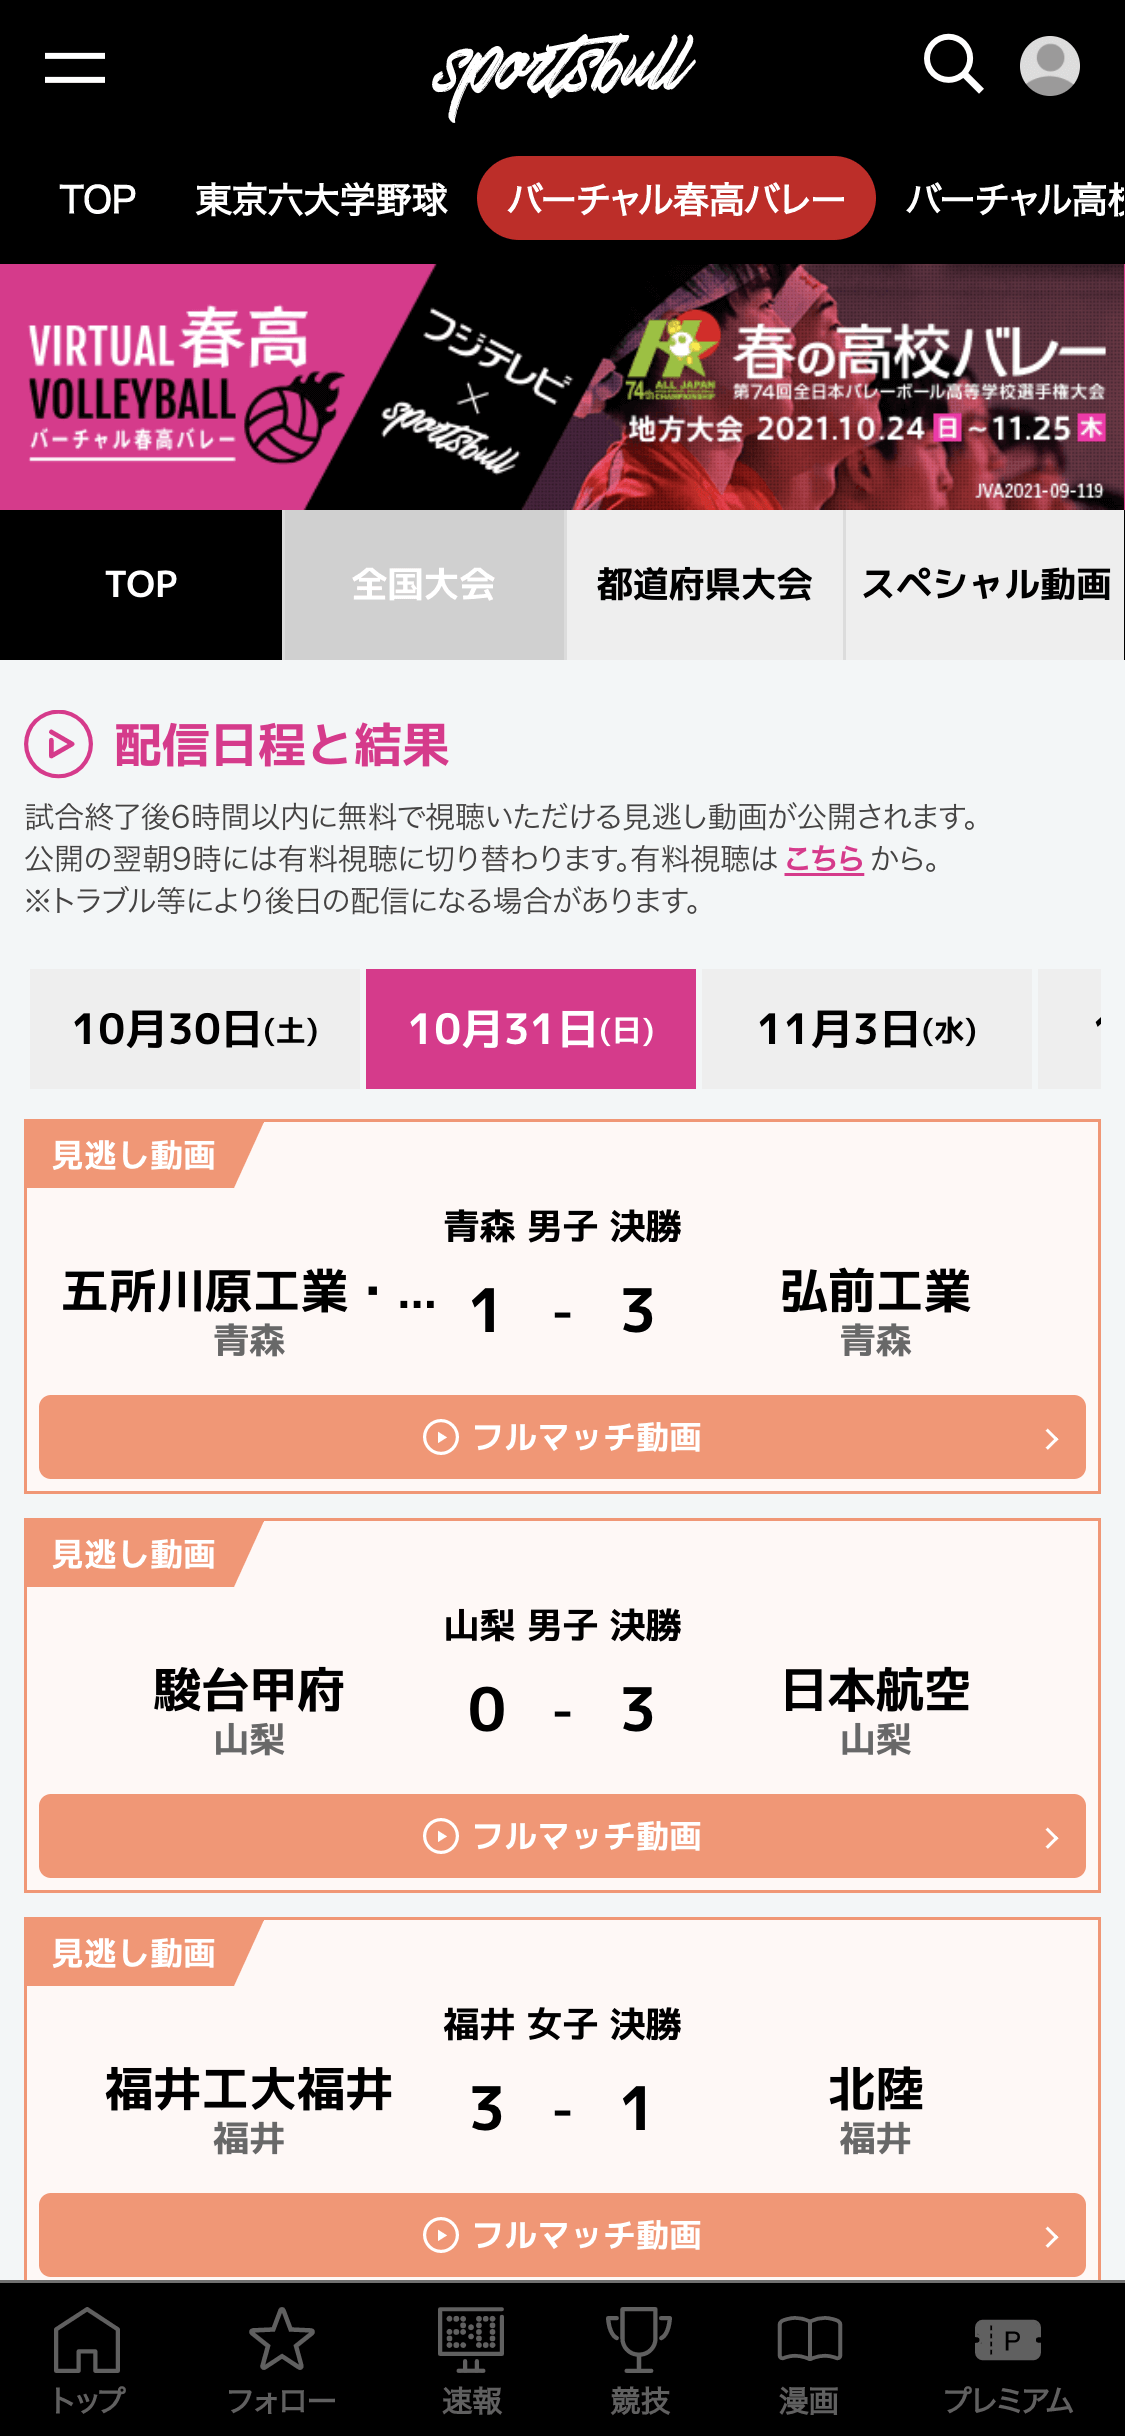 sportsbull
TOP 東京六大学野球 バーチャル春高バレー バーチャル高校
VIRTUAL 春高
VOLLEYBALL
バーチャル春高バレー
フジテレビ
×
sportsbull
74th ALL JAPAN
CHAMPIONSHIP
春の高校バレー
第74回全日本バレーボール高等学校選手権大会
地方大会 2021.10.24 日 ~11.25 木
JVA2021-09-119
TOP 全国大会 都道府県大会 スペシャル動画
配信日程と結果
試合終了後6時間以内に無料で視聴いただける見逃し動画が公開されます。
公開の翌朝9時には有料視聴に切り替わります。有料視聴は こちら から。
※トラブル等により後日の配信になる場合があります。
10月30日(土) 10月31日(日) 11月3日(水) 1
見逃し動画
青森 男子 決勝
五所川原工業・... 1 - 3 弘前工業
青森 青森
フルマッチ動画
見逃し動画
山梨 男子 決勝
駿台甲府 0 - 3 日本航空
山梨 山梨
フルマッチ動画
見逃し動画
福井 女子 決勝
福井工大福井 3 - 1 北陸
福井 福井
フルマッチ動画
2:0 P
トップ フォロー 速報 競技 漫画 プレミアム